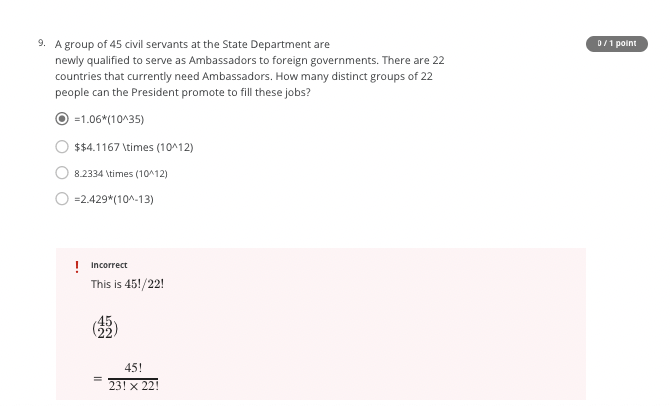 9. A group of 45 civil servants at the State Department are
0 / 1 point
newly qualified to serve as Ambassadors to foreign governments. There are 22
countries that currently need Ambassadors. How many distinct groups of 22
people can the President promote to fill these jobs?
=1.06*(10^35)
$$4.1167 \times (10^12)
8.2334 \times (10^12)
=2.429*(10^-13)
! Incorrect
This is 45!/22!
(45
22)
= 45!
23! × 22!